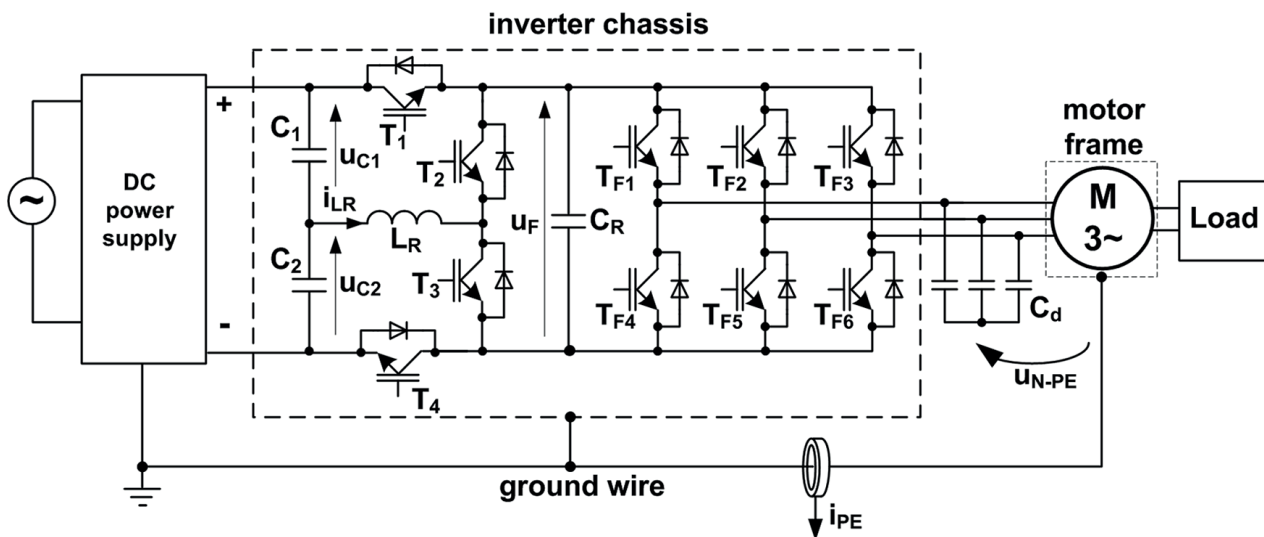 inverter chassis
DC
power
supply
+
-
~
C1
C2
uC1
uC2
iLR
LR
T1
T2
T3
T4
uF
CR
TF1
TF2
TF3
TF4
TF5
TF6
motor
frame
M
3~
Load
Cd
uN-PE
ground wire
iPE